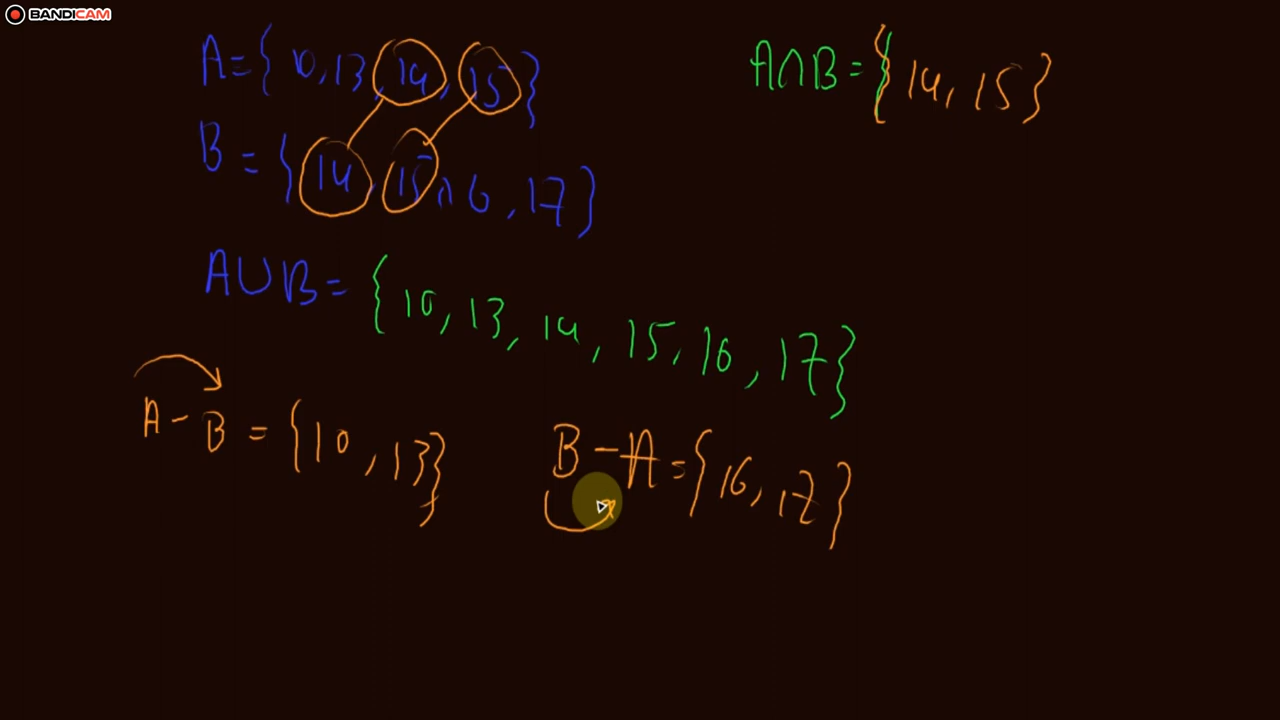 BANDICAM
A={10,13,14,15}
A∩B={14,15}
B={14,15,16,17}
A∪B={10,13,14,15,16,17}
A-B={10,13}
B-A={16,17}